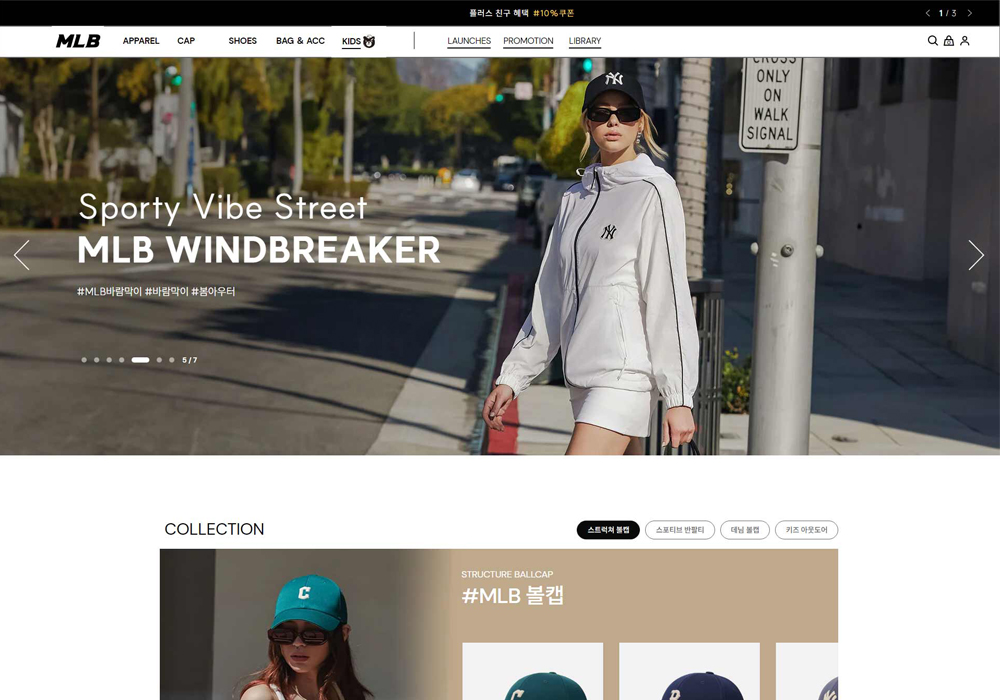 플러스 친구 혜택 #10%쿠폰
1 / 3
MLB APPAREL CAP SHOES BAG & ACC KIDS LAUNCHES PROMOTION LIBRARY
NY
CROSS
ONLY
ON
WALK
SIGNAL
Sporty Vibe Street
MLB WINDBREAKER
NY
#MLB바람막이 #바람막이 #봄아우터
5 / 7
COLLECTION
스트럭쳐 볼캡
스포티브 반팔티
데님 볼캡
키즈 아웃도어
STRUCTURE BALLCAP
#MLB 볼캡
C
C
B